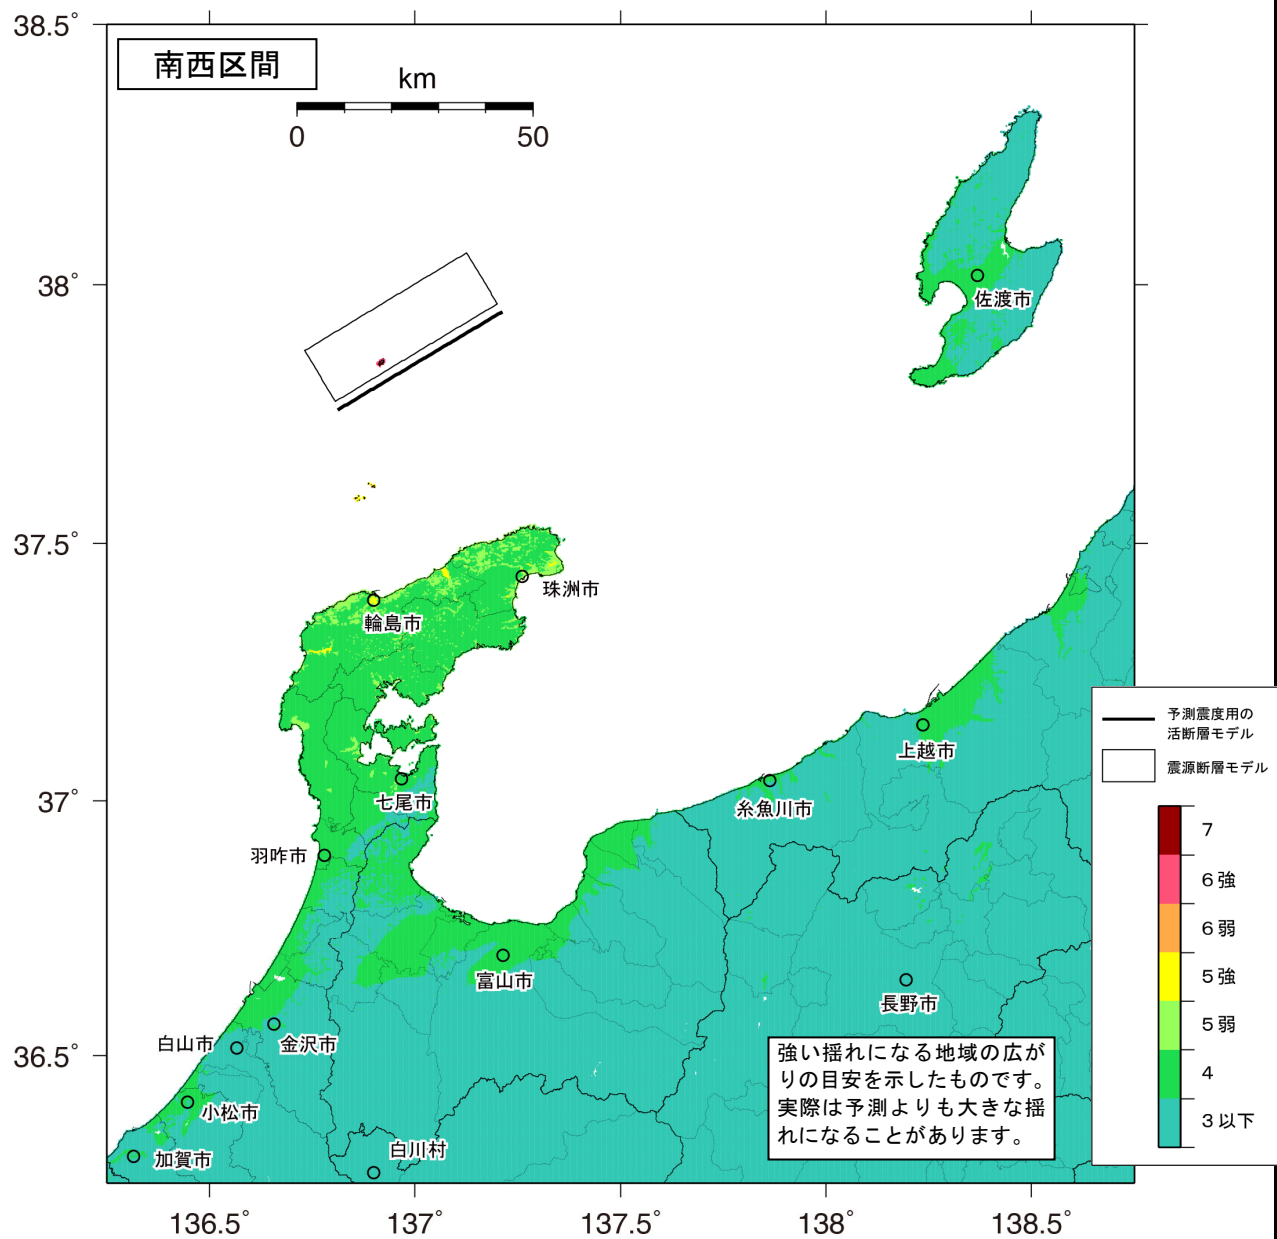 38.5°
南西区間
km
0 50
38°
佐渡市
37.5°
珠洲市
輪島市
予測震度用の
活断層モデル
上越市
震源断層モデル
37°
七尾市
糸魚川市
7
羽咋市
6強
6弱
富山市
5強
長野市
5弱
白山市
金沢市
36.5°
強い揺れになる地域の広が
りの目安を示したものです。
実際は予測よりも大きな揺
れになることがあります。
4
小松市
3以下
白川村
加賀市
136.5° 137° 137.5° 138° 138.5°